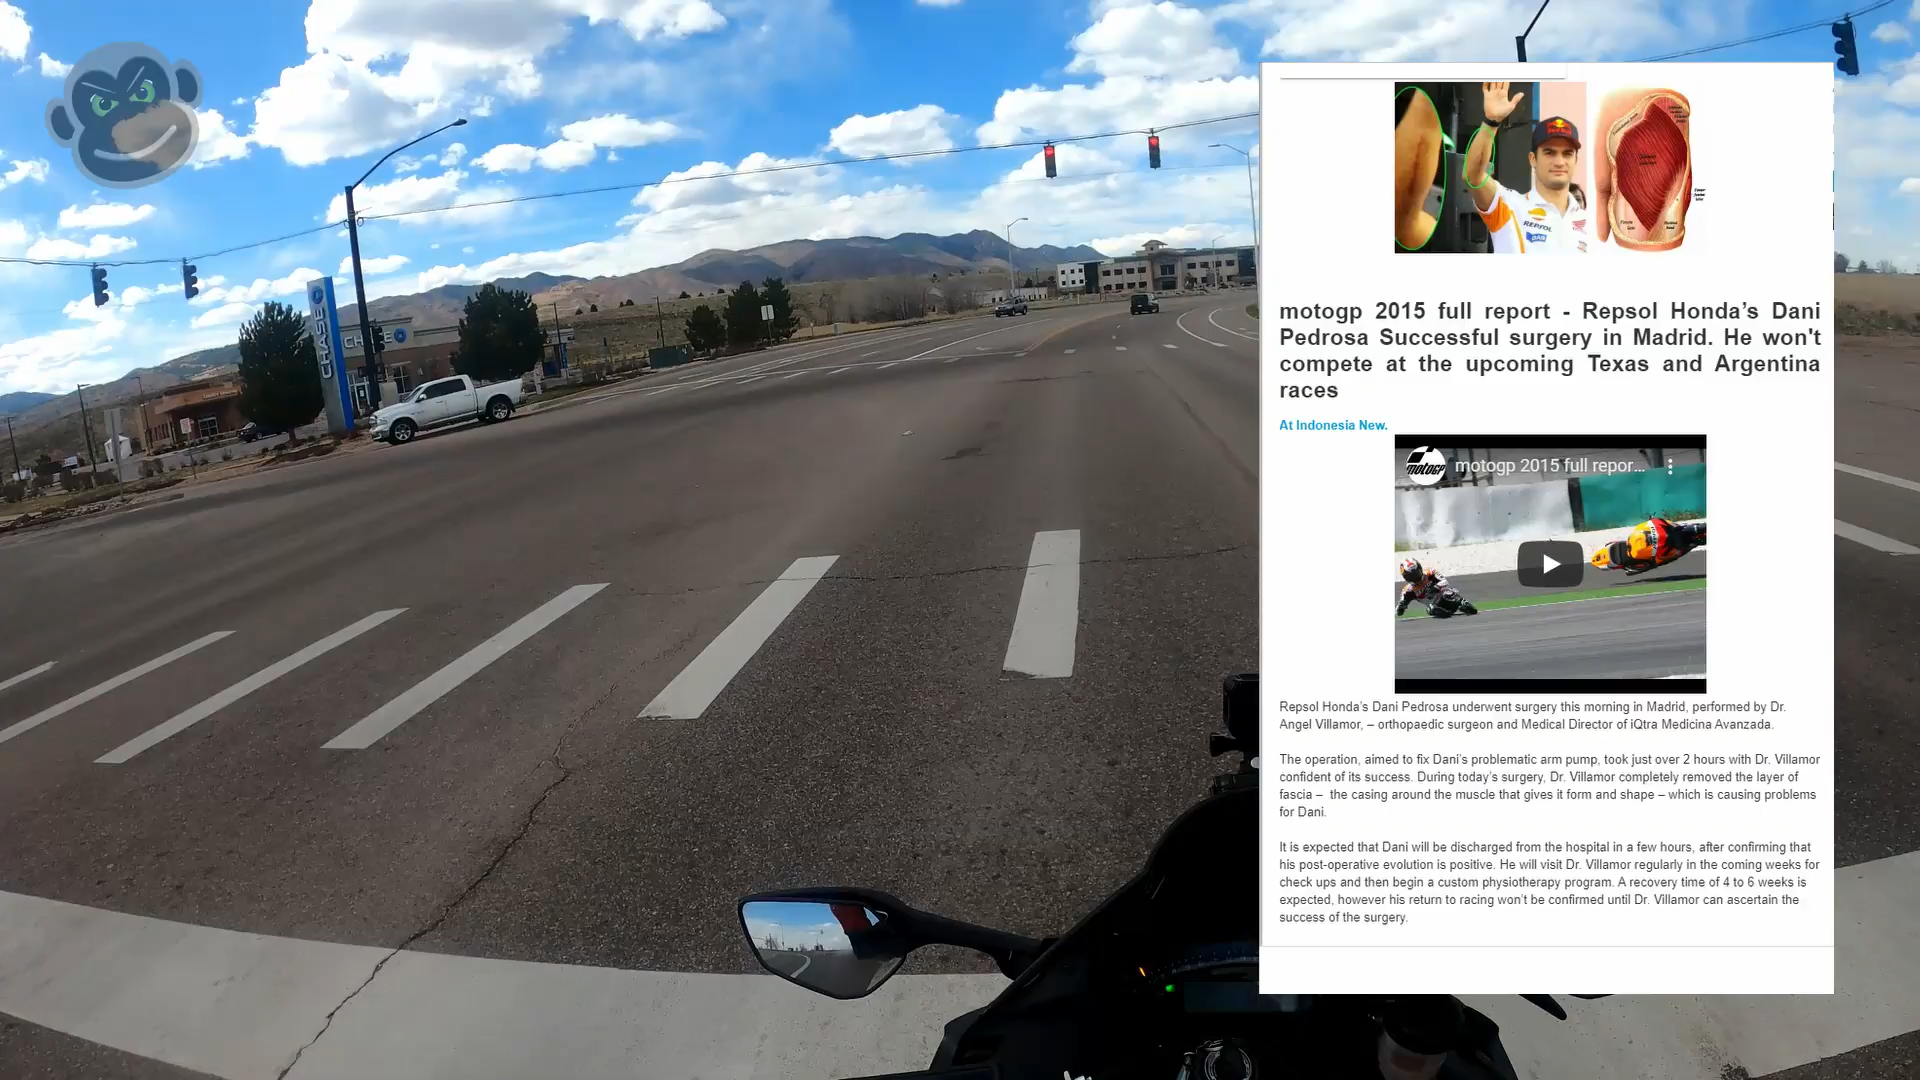 CHASE
CHASE
Red Bull
REPSOL
motogp 2015 full report - Repsol Honda’s Dani
Pedrosa Successful surgery in Madrid. He won't
compete at the upcoming Texas and Argentina
races
At Indonesia New.
motogp
motogp 2015 full repor...
Repsol Honda’s Dani Pedrosa underwent surgery this morning in Madrid, performed by Dr.
Angel Villamor, – orthopaedic surgeon and Medical Director of iQtra Medicina Avanzada.
The operation, aimed to fix Dani’s problematic arm pump, took just over 2 hours with Dr. Villamor
confident of its success. During today’s surgery, Dr. Villamor completely removed the layer of
fascia –  the casing around the muscle that gives it form and shape – which is causing problems
for Dani.
It is expected that Dani will be discharged from the hospital in a few hours, after confirming that
his post-operative evolution is positive. He will visit Dr. Villamor regularly in the coming weeks for
check ups and then begin a custom physiotherapy program. A recovery time of 4 to 6 weeks is
expected, however his return to racing won’t be confirmed until Dr. Villamor can ascertain the
success of the surgery.